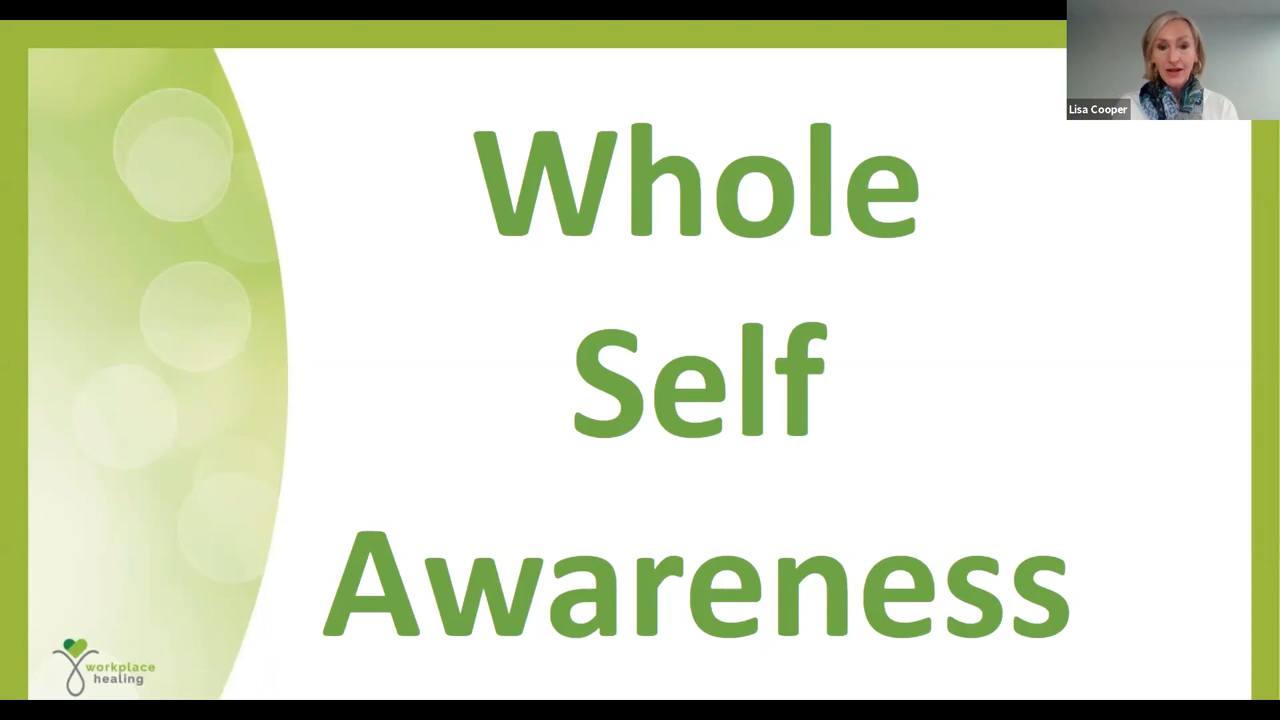 Lisa Cooper
Whole
Self
Awareness
workplace
healing